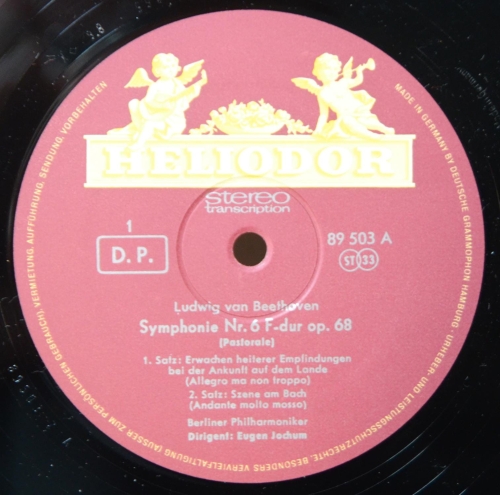 HELIODOR
stereo
transcription
1
D. P.
89 503 A
ST 33
Ludwig van Beethoven
Symphonie Nr. 6 F-dur op. 68
(Pastorale)
1. Satz: Erwachen heiterer Empfindungen
bei der Ankunft auf dem Lande
(Allegro ma non troppo)
2. Satz: Szene am Bach
(Andante molto mosso)
Berliner Philharmoniker
Dirigent: Eugen Jochum
MADE IN GERMANY BY DEUTSCHE GRAMMOPHON HAMBURG · URHEBER- UND LEISTUNGSSCHUTZRECHTE, BESONDERS VERVIELFÄLTIGUNG (AUSSER ZUM PERSÖNLICHEN GEBRAUCH), VERMIETUNG, AUFFÜHRUNG, SENDUNG, VORBEHALTEN